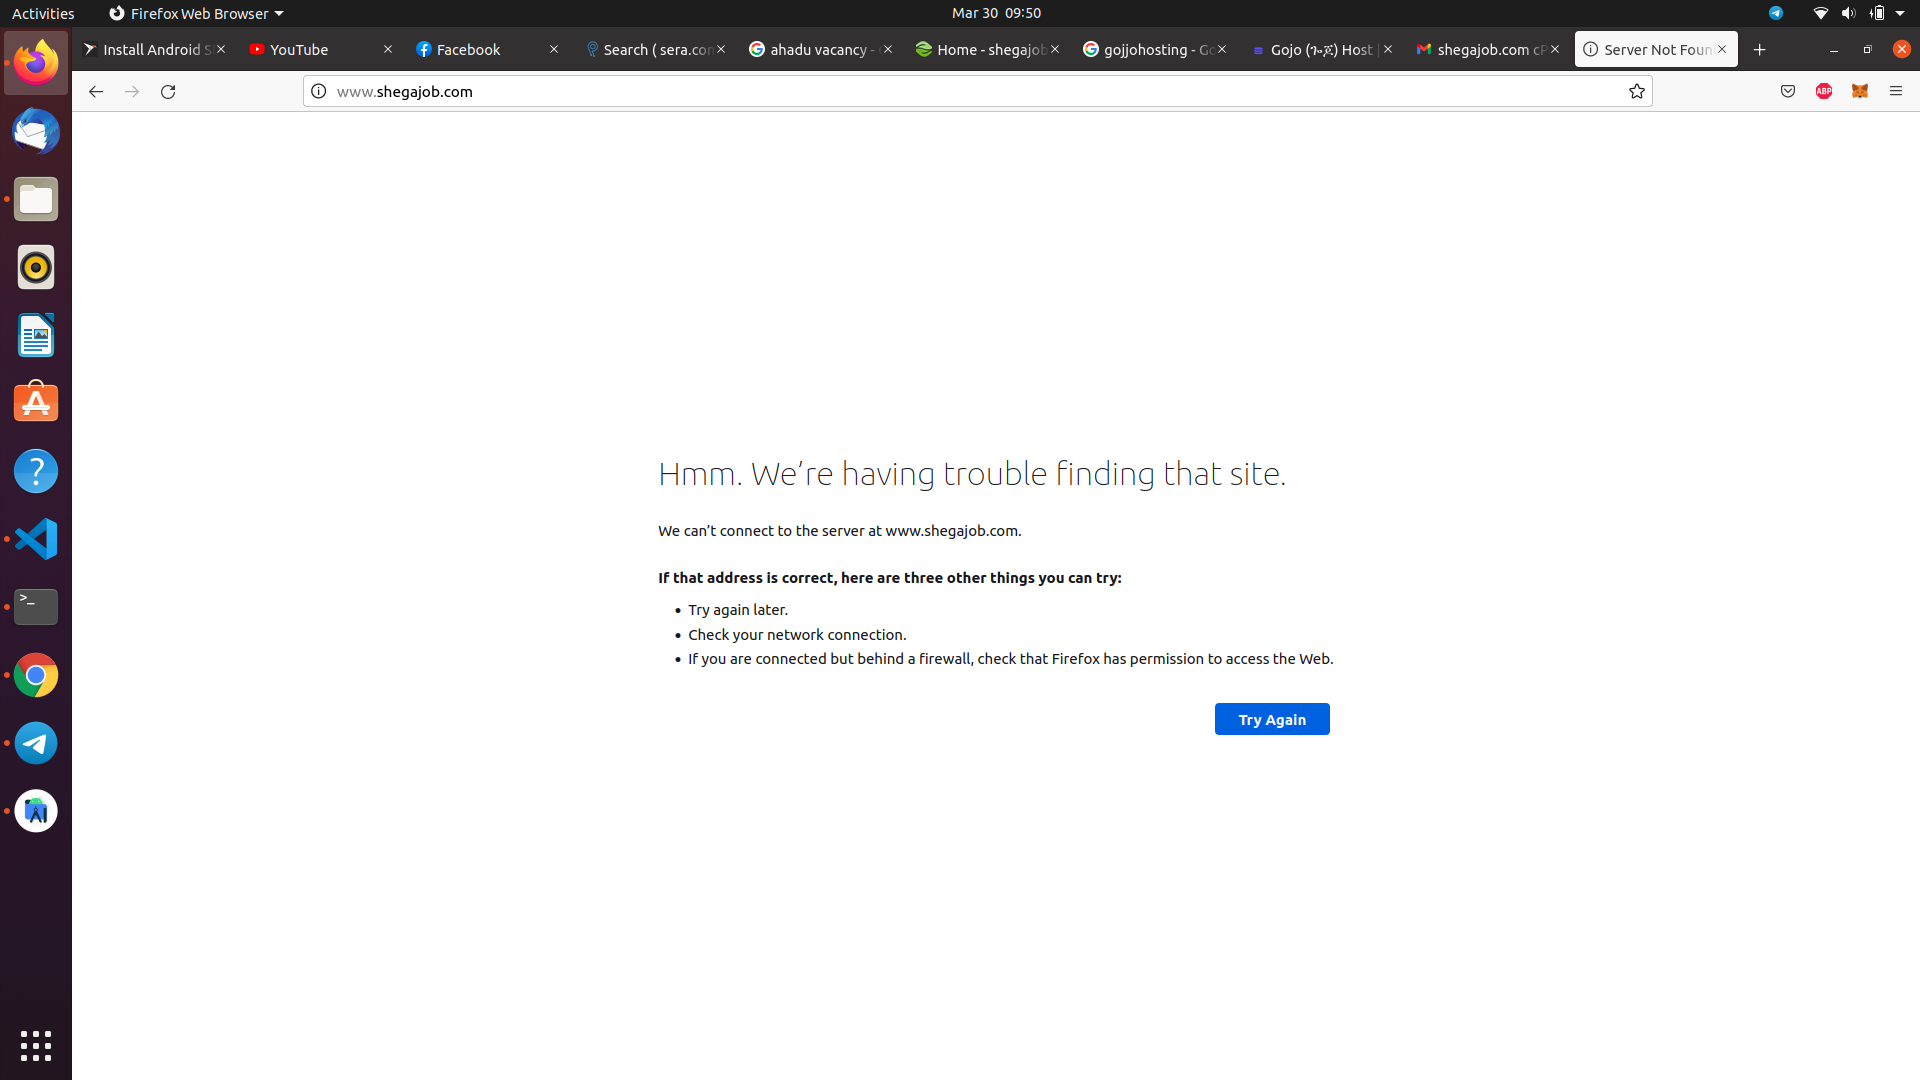 Activities
Firefox Web Browser
Mar 30 09:50
Install Android S
YouTube
Facebook
Search ( sera.con
ahadu vacancy -
Home - shegajob
gojjohosting - Go
Gojo (ጎጆ) Host |
shegajob.com cP
Server Not Foun
www.shegajob.com
ABP
Hmm. We’re having trouble finding that site.
We can’t connect to the server at www.shegajob.com.
If that address is correct, here are three other things you can try:
• Try again later.
• Check your network connection.
• If you are connected but behind a firewall, check that Firefox has permission to access the Web.
Try Again